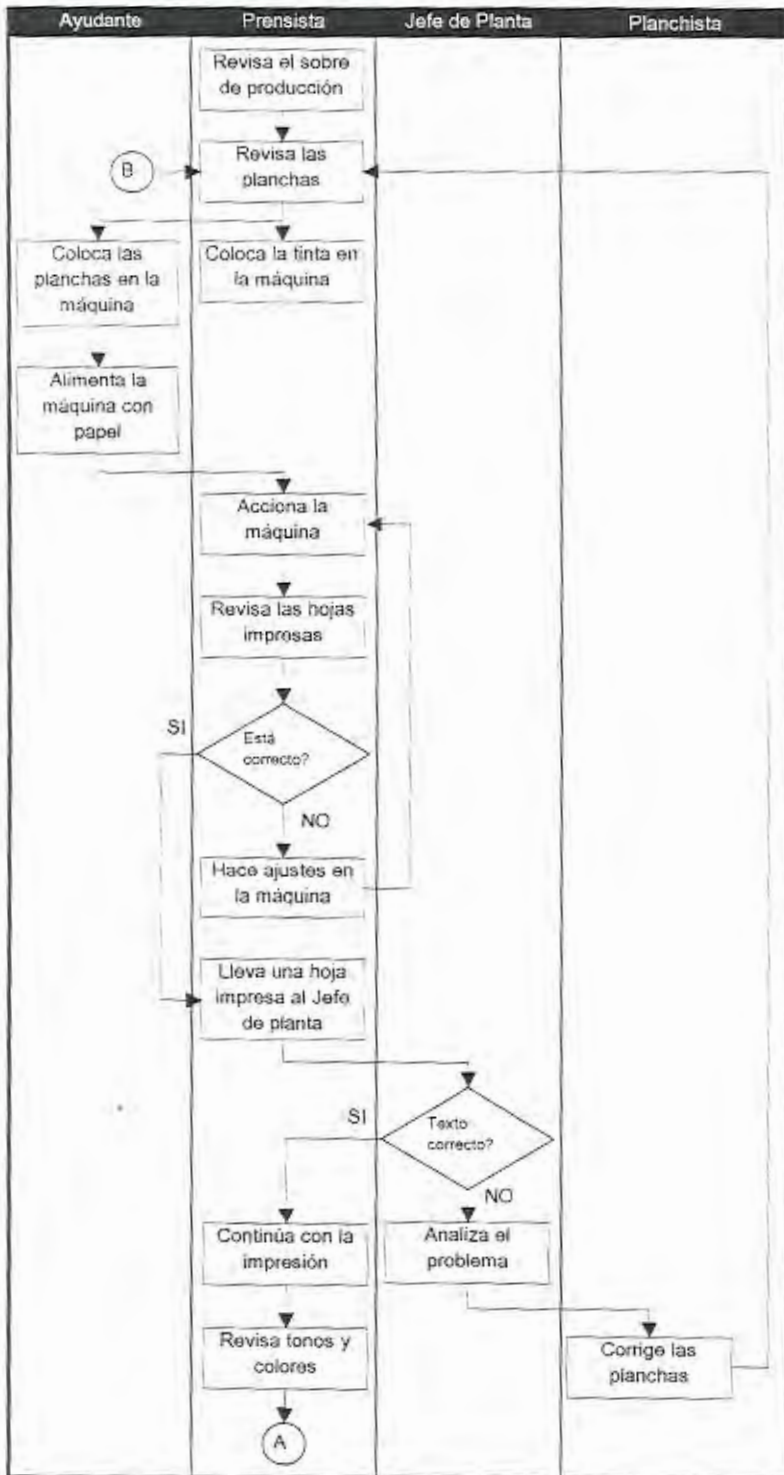 Ayudante
Prensista
Jefe de Planta
Planchista
Revisa el sobre
de producción
B
Revisa las
planchas
Coloca las
planchas en la
máquina
Coloca la tinta en
la máquina
Alimenta la
máquina con
papel
Acciona la
máquina
Revisa las hojas
impresas
SI
Está
correcto?
NO
Hace ajustes en
la máquina
Lleva una hoja
impresa al Jefe
de planta
SI
Texto
correcto?
NO
Continúa con la
impresión
Analiza el
problema
Revisa tonos y
colores
Corrige las
planchas
A